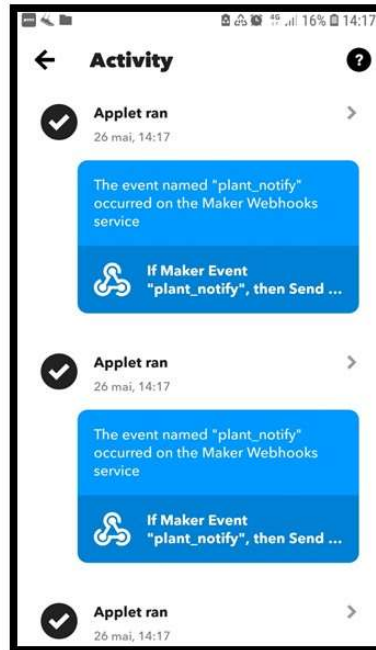 4G 16% 14:17
Activity ?
Applet ran
26 mai, 14:17
The event named "plant_notify"
occurred on the Maker Webhooks
service
If Maker Event
"plant_notify", then Send ...
Applet ran
26 mai, 14:17
The event named "plant_notify"
occurred on the Maker Webhooks
service
If Maker Event
"plant_notify", then Send ...
Applet ran
26 mai, 14:17